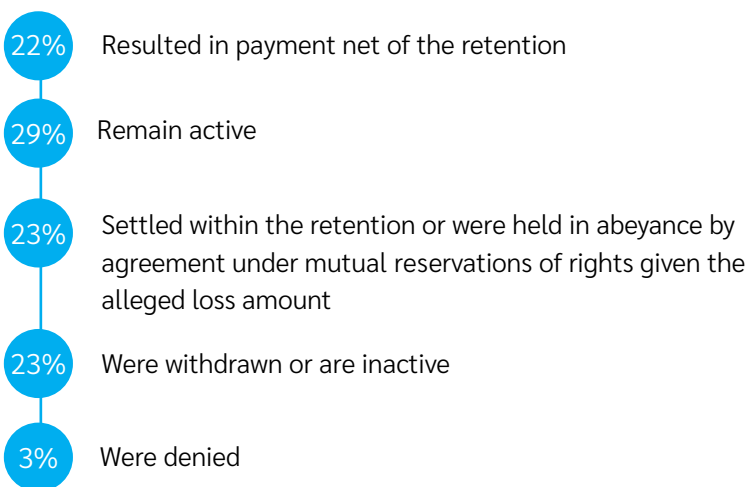 22% Resulted in payment net of the retention
29% Remain active
23% Settled within the retention or were held in abeyance by
agreement under mutual reservations of rights given the
alleged loss amount
23% Were withdrawn or are inactive
3% Were denied